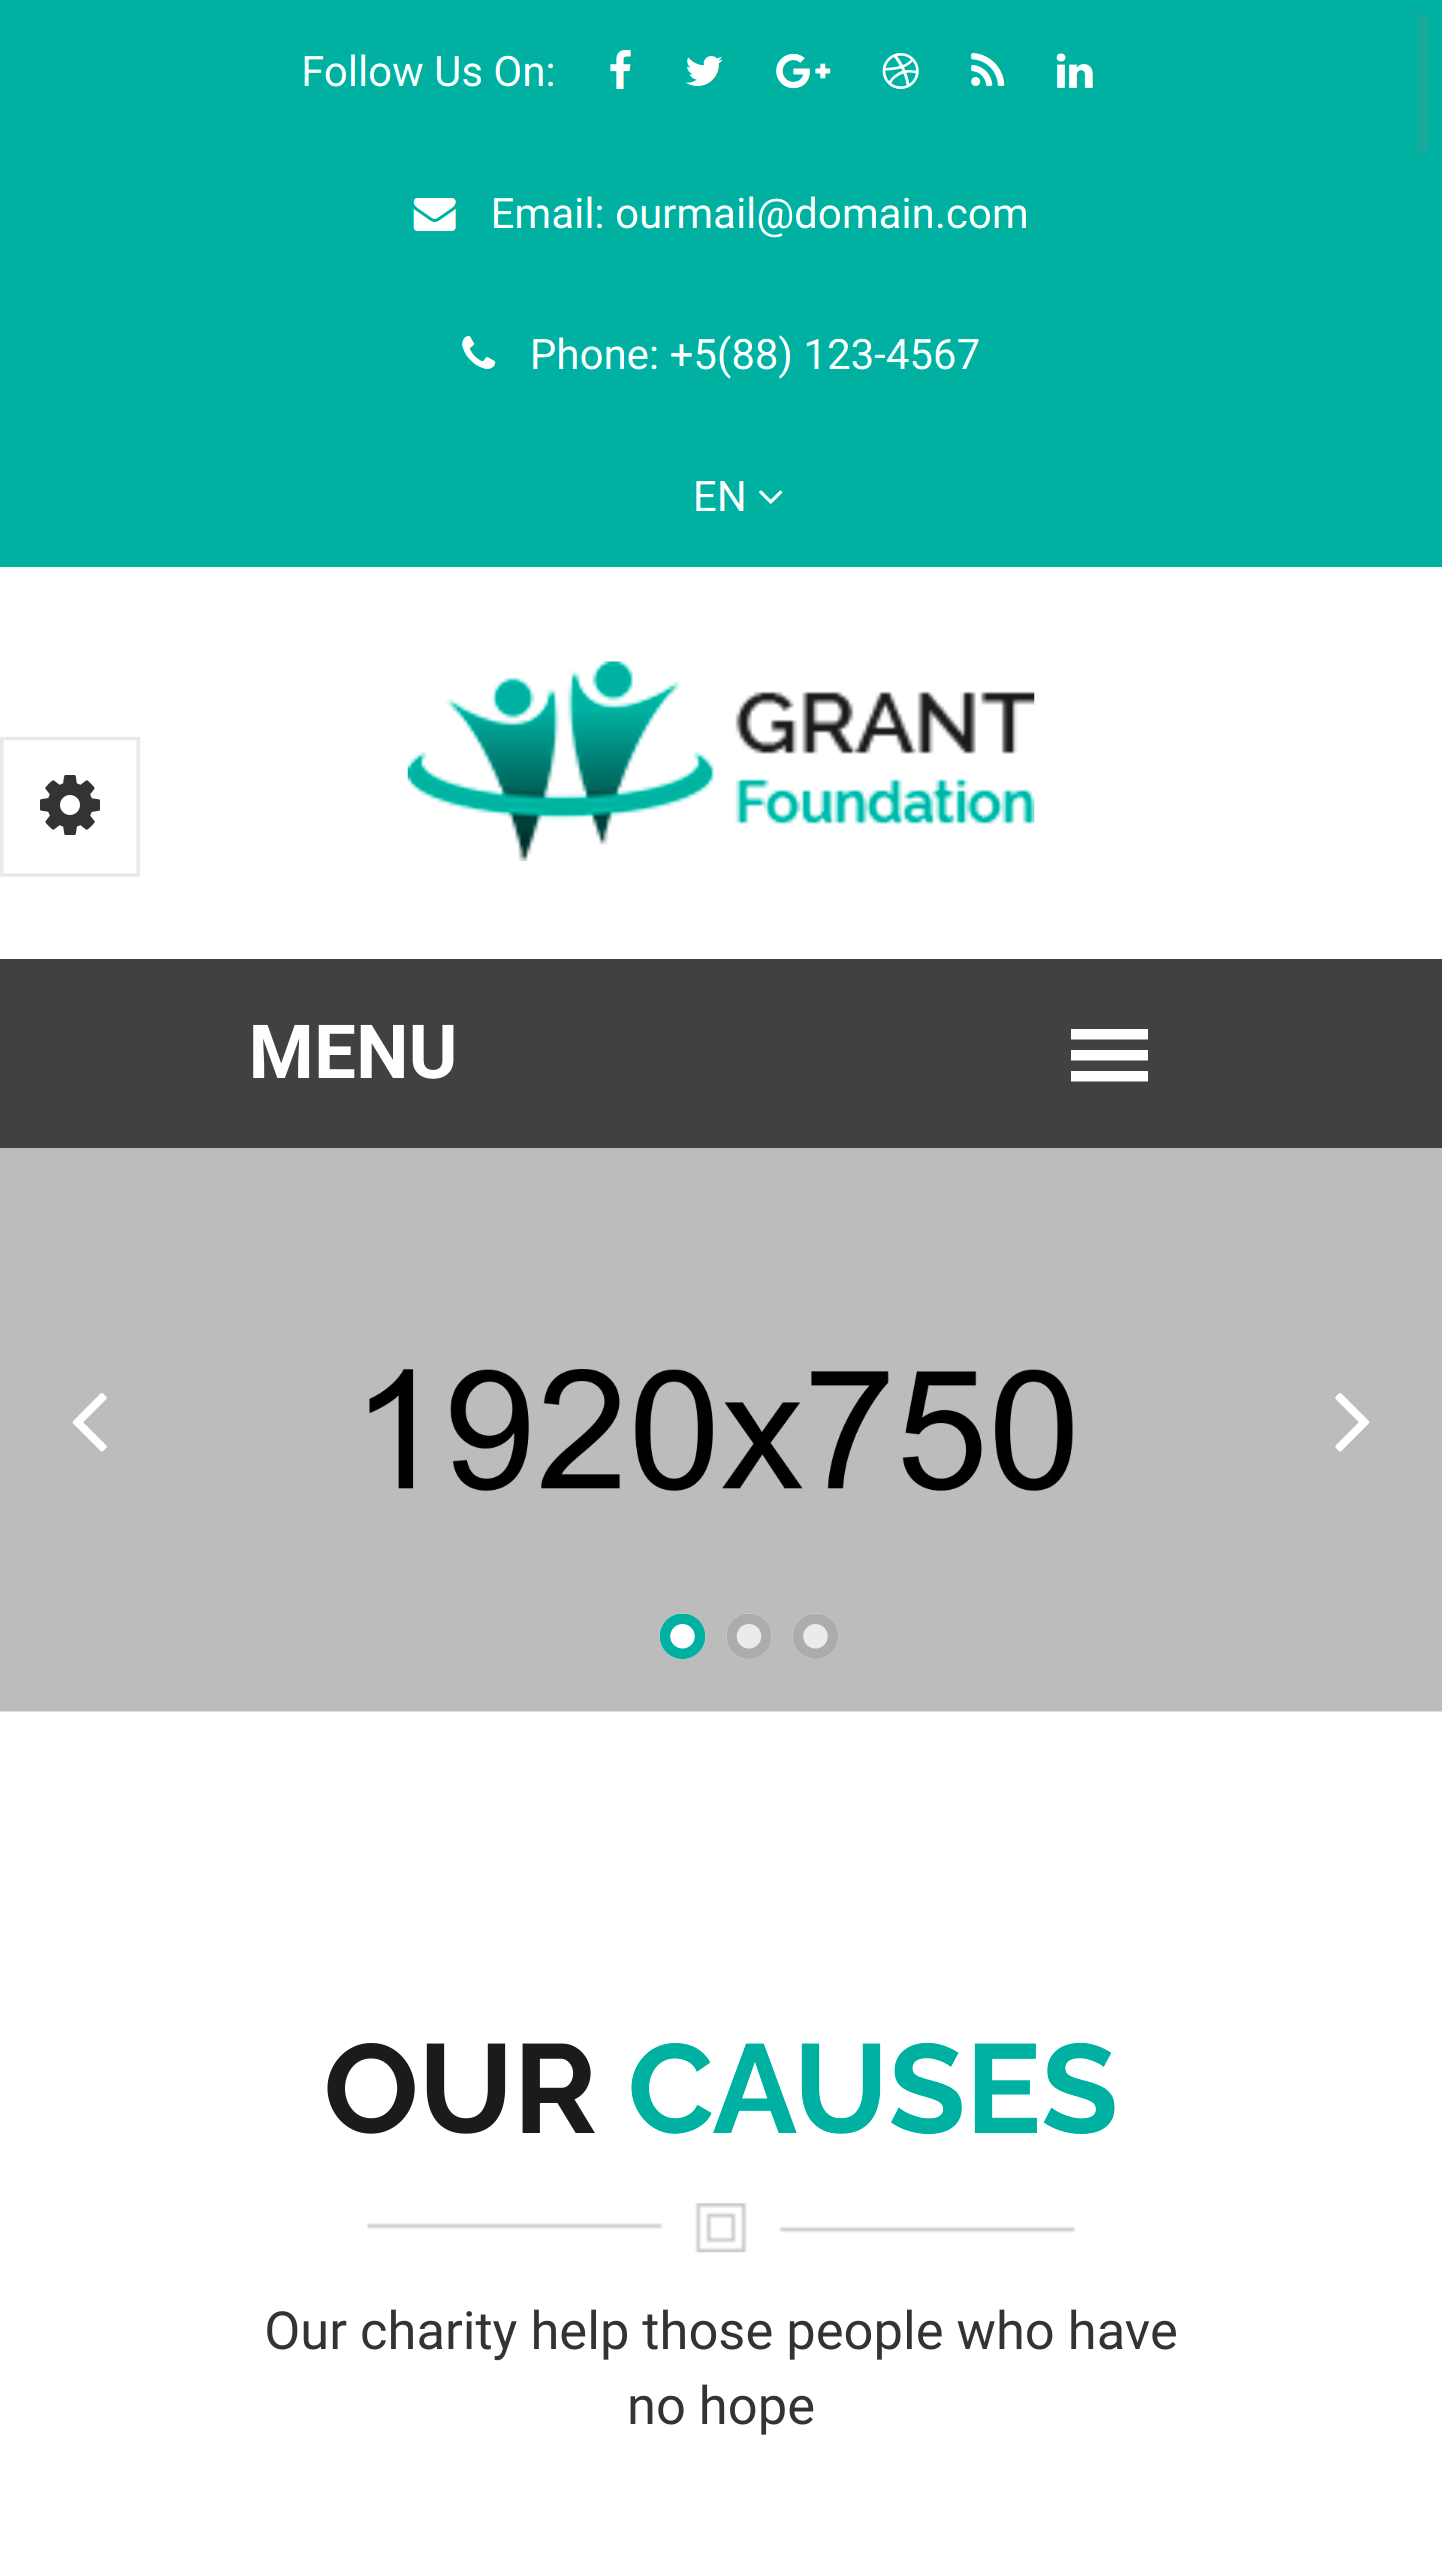 Follow Us On:
Email: ourmail@domain.com
Phone: +5(88) 123-4567
EN
GRANT
Foundation
MENU
1920x750
OUR CAUSES
Our charity help those people who have
no hope